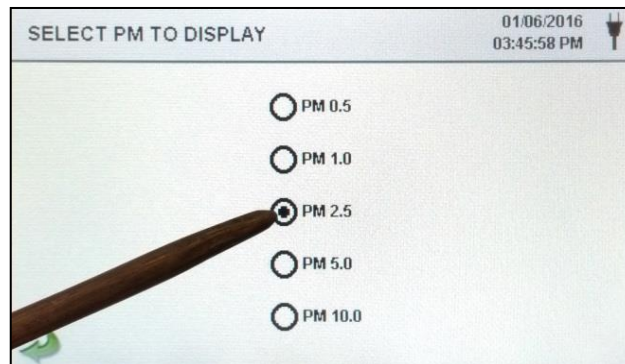 SELECT PM TO DISPLAY
01/06/2016
03:45:58 PM
PM 0.5
PM 1.0
PM 2.5
PM 5.0
PM 10.0